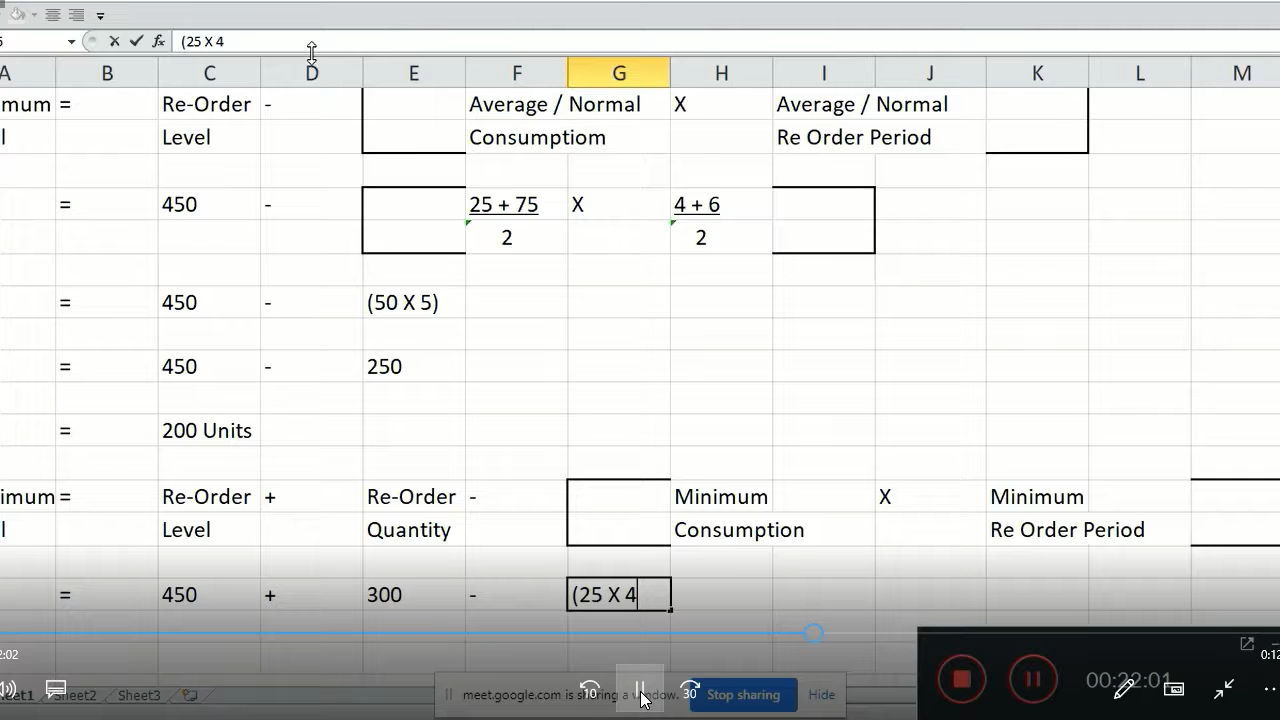 (25 X 4
A B C D E F G H I J K L M
mum = Re-Order - Average / Normal X Average / Normal
l Level Consumptiom Re Order Period
= 450 - 25 + 75 X 4 + 6
2 2
= 450 - (50 X 5)
= 450 - 250
= 200 Units
imum = Re-Order + Re-Order - Minimum X Minimum
l Level Quantity Consumption Re Order Period
= 450 + 300 - (25 X 4
2:02 0:12
et1 Sheet2 Sheet3 meet.google.com is sharing a window. Stop sharing Hide
10 30
00:22:01